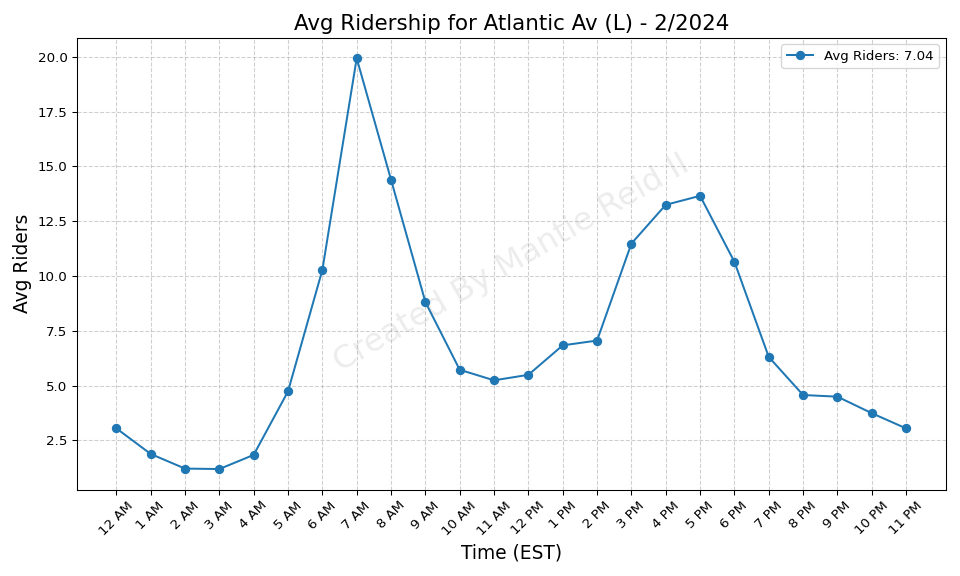 Avg Ridership for Atlantic Av (L) - 2/2024
Avg Riders: 7.04
20.0
17.5
15.0
12.5
10.0
7.5
5.0
2.5
Avg Riders
Created By Mantie Reid II
12 AM
1 AM
2 AM
3 AM
4 AM
5 AM
6 AM
7 AM
8 AM
9 AM
10 AM
11 AM
12 PM
1 PM
2 PM
3 PM
4 PM
5 PM
6 PM
7 PM
8 PM
9 PM
10 PM
11 PM
Time (EST)